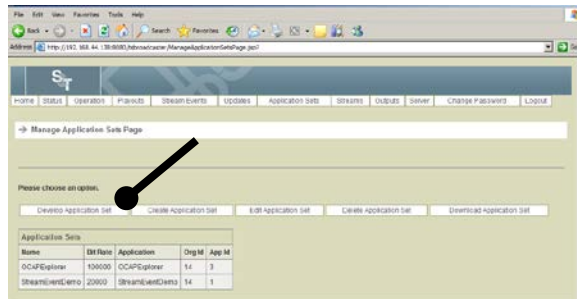 File Edit View Favorites Tools Help
Back Search Favorites
Address http://192.168.44.138:8080/tsbroadcaster/ManageApplicationSetsPage.jsp?
ST
Home Status Operation Playouts Stream Events Updates Application Sets Streams Outputs Server Change Password Logout
Manage Application Sets Page
Please choose an option.
Develop Application Set Create Application Set Edit Application Set Delete Application Set Download Application Set
Application Sets
Name Bit Rate Application Org Id App Id
OCAPExplorer 100000 OCAPExplorer 14 3
StreamEventDemo 20000 StreamEventDemo 14 1